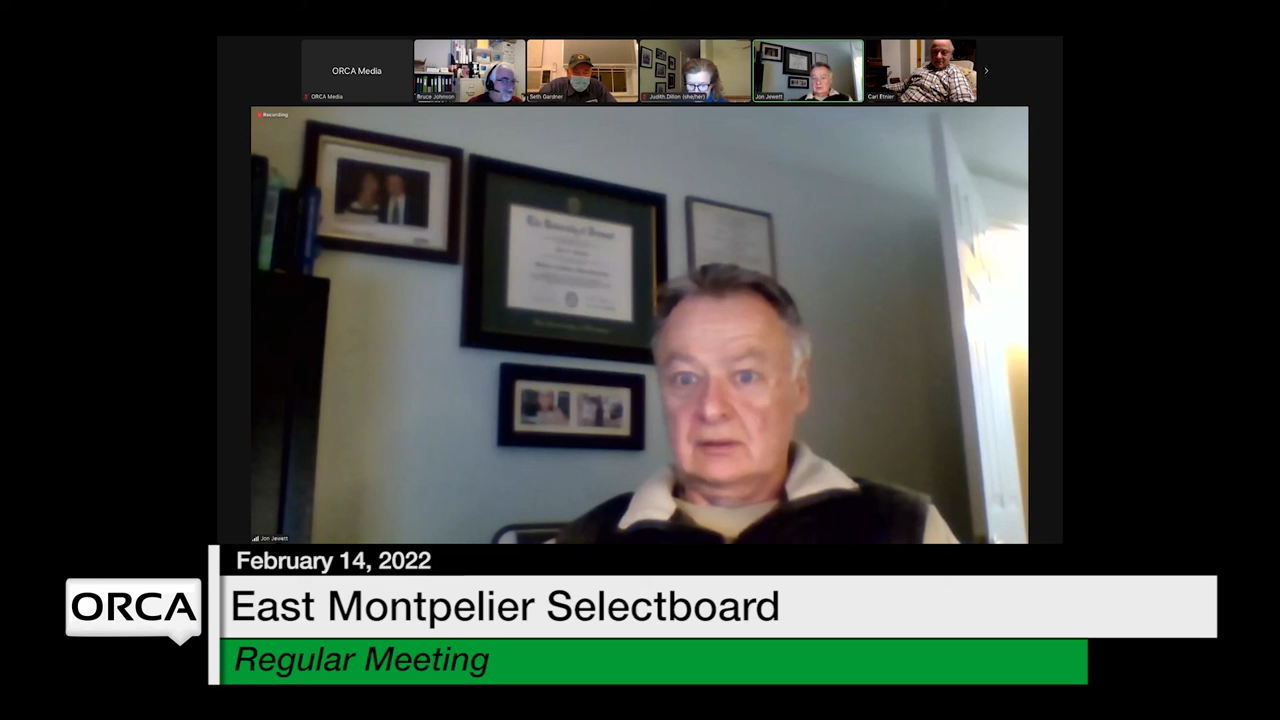 ORCA Media
ORCA Media
Bruce Johnson
Seth Gardner
Judith Dillon (she/her)
Jon Jewett
Carl Etnier
Recording
Jon Jewett
February 14, 2022
ORCA
East Montpelier Selectboard
Regular Meeting